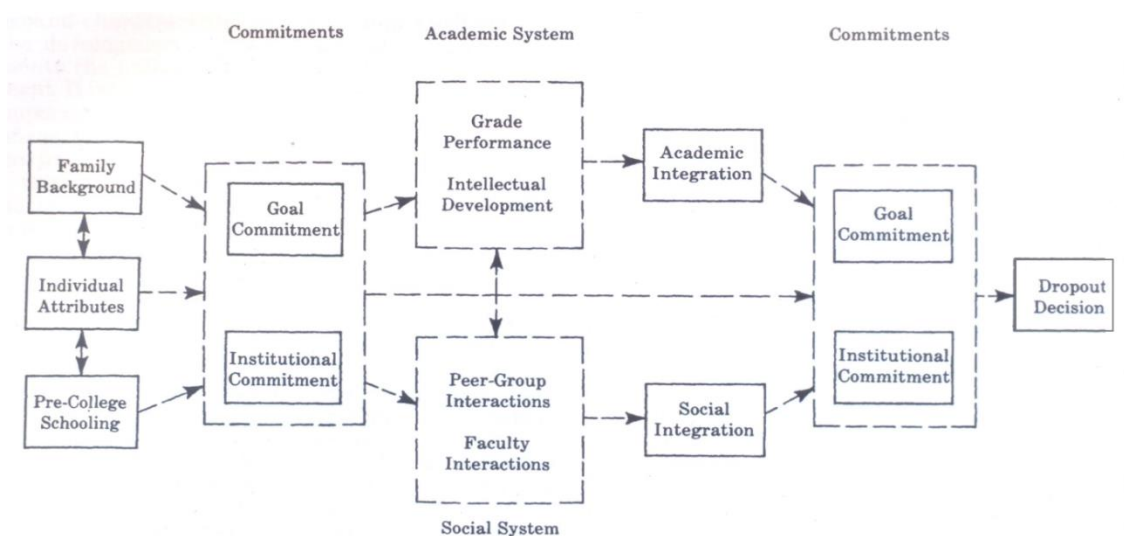 Commitments
Academic System
Commitments
Family
Background
Individual
Attributes
Pre-College
Schooling
Goal
Commitment
Institutional
Commitment
Grade
Performance
Intellectual
Development
Peer-Group
Interactions
Faculty
Interactions
Social System
Academic
Integration
Social
Integration
Goal
Commitment
Institutional
Commitment
Dropout
Decision